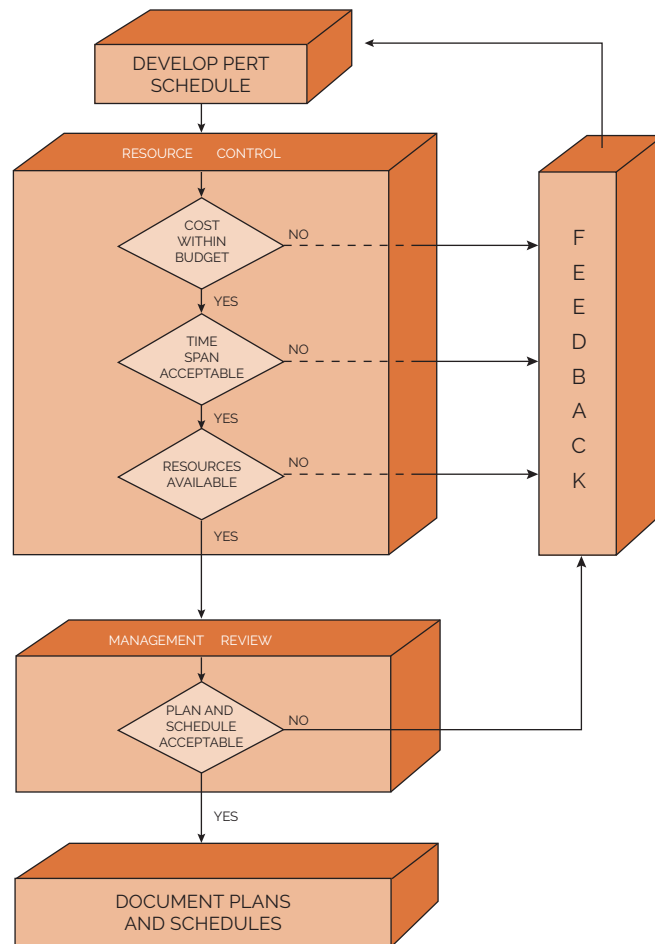 DEVELOP PERT
SCHEDULE
RESOURCE CONTROL
COST
WITHIN
BUDGET
NO
YES
TIME
SPAN
ACCEPTABLE
NO
YES
RESOURCES
AVAILABLE
NO
YES
F
E
E
D
B
A
C
K
MANAGEMENT REVIEW
PLAN AND
SCHEDULE
ACCEPTABLE
NO
YES
DOCUMENT PLANS
AND SCHEDULES